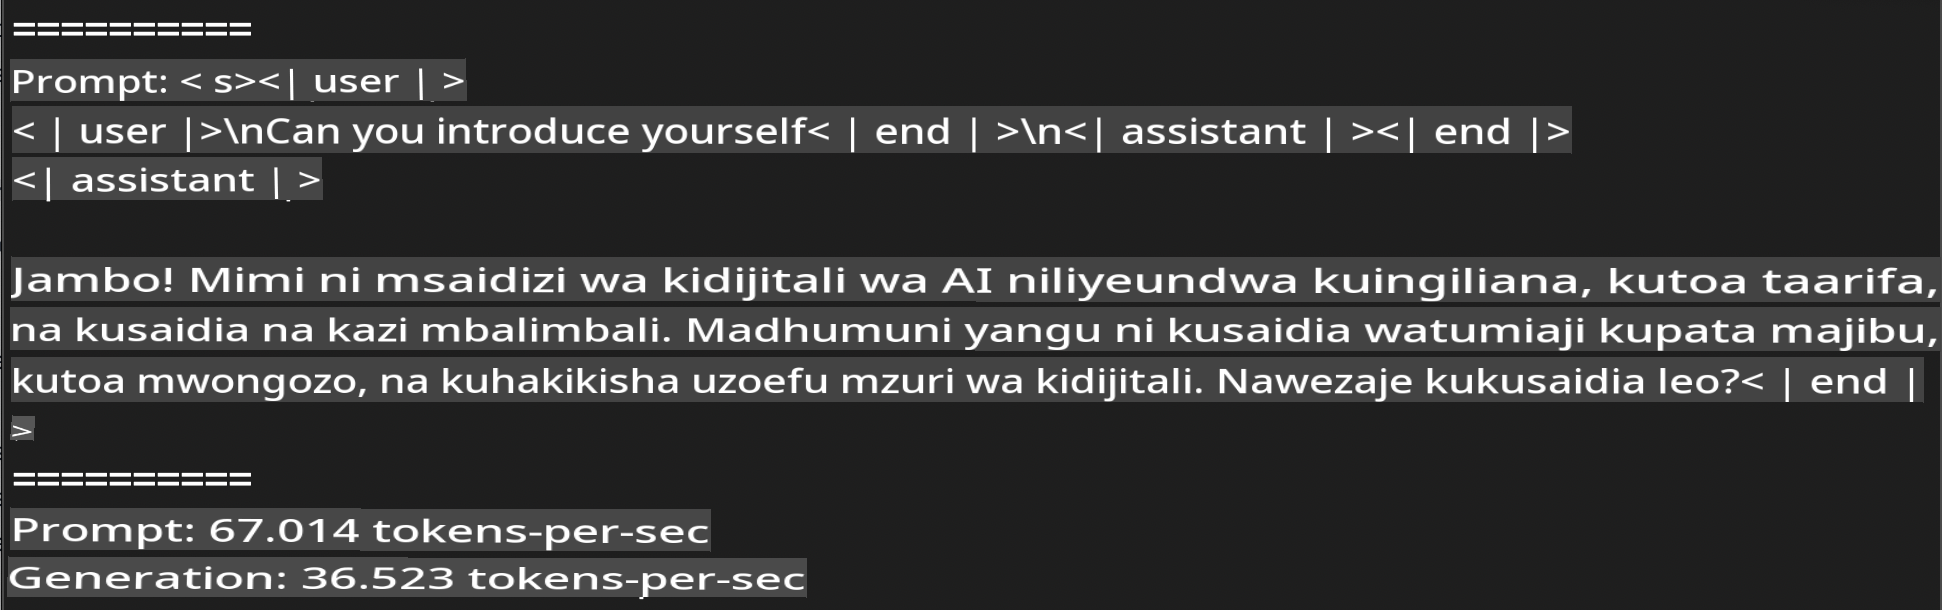 ==========
Prompt: < s><| user | >
< | user |>\nCan you introduce yourself< | end | >\n<| assistant | ><| end |>
<| assistant | >
Jambo! Mimi ni msaidizi wa kidijitali wa AI niliyeundwa kuingiliana, kutoa taarifa,
na kusaidia na kazi mbalimbali. Madhumuni yangu ni kusaidia watumiaji kupata majibu,
kutoa mwongozo, na kuhakikisha uzoefu mzuri wa kidijitali. Nawezaje kukusaidia leo?< | end |
>
==========
Prompt: 67.014 tokens-per-sec
Generation: 36.523 tokens-per-sec